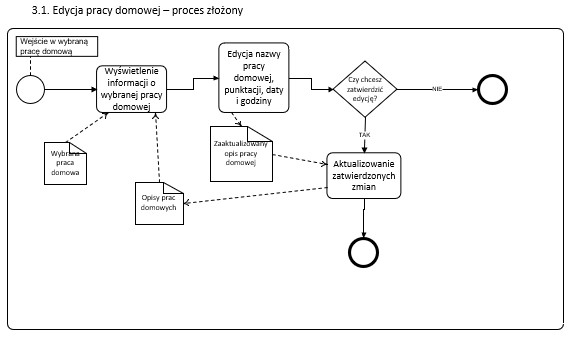 3.1. Edycja pracy domowej – proces złożony
Wejście w wybraną
pracę domową
Wyświetlenie
informacji o
wybranej pracy
domowej
Edycja nazwy
pracy
domowej,
punktacji, daty
i godziny
Czy chcesz
zatwierdzić
edycję?
NIE
TAK
Wybrana
praca
domowa
Zaaktualizowany
opis pracy
domowej
Aktualizowanie
zatwierdzonych
zmian
Opisy prac
domowych